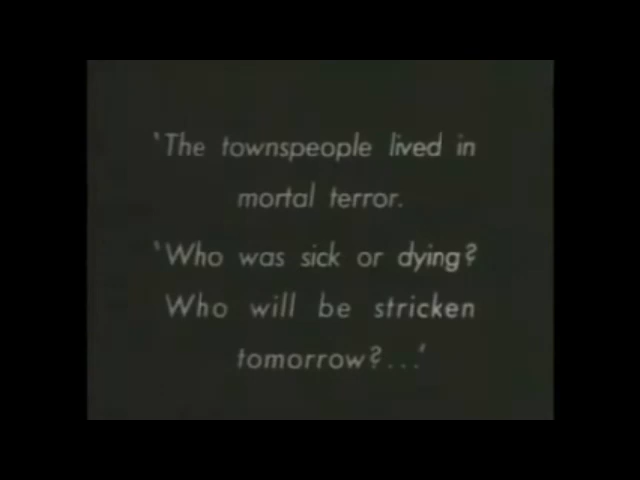 'The townspeople lived in
mortal terror.
'Who was sick or dying?
Who will be stricken
tomorrow?...'